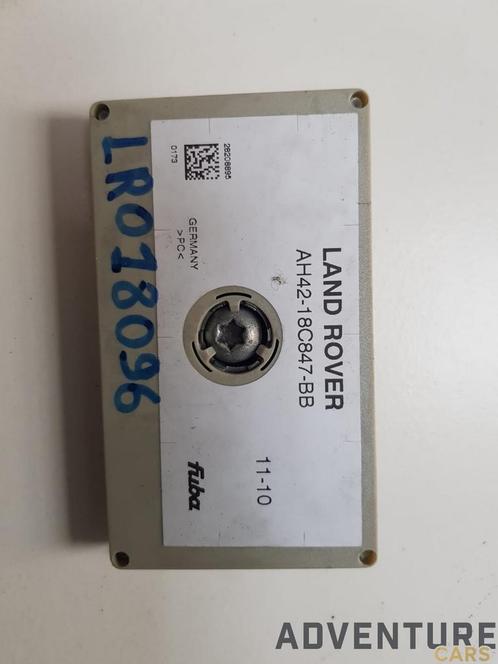 LR018096
28208895
0173
GERMANY
>PC<
LAND ROVER
AH42-18C847-BB
11-10
fuba
ADVENTURE
CARS